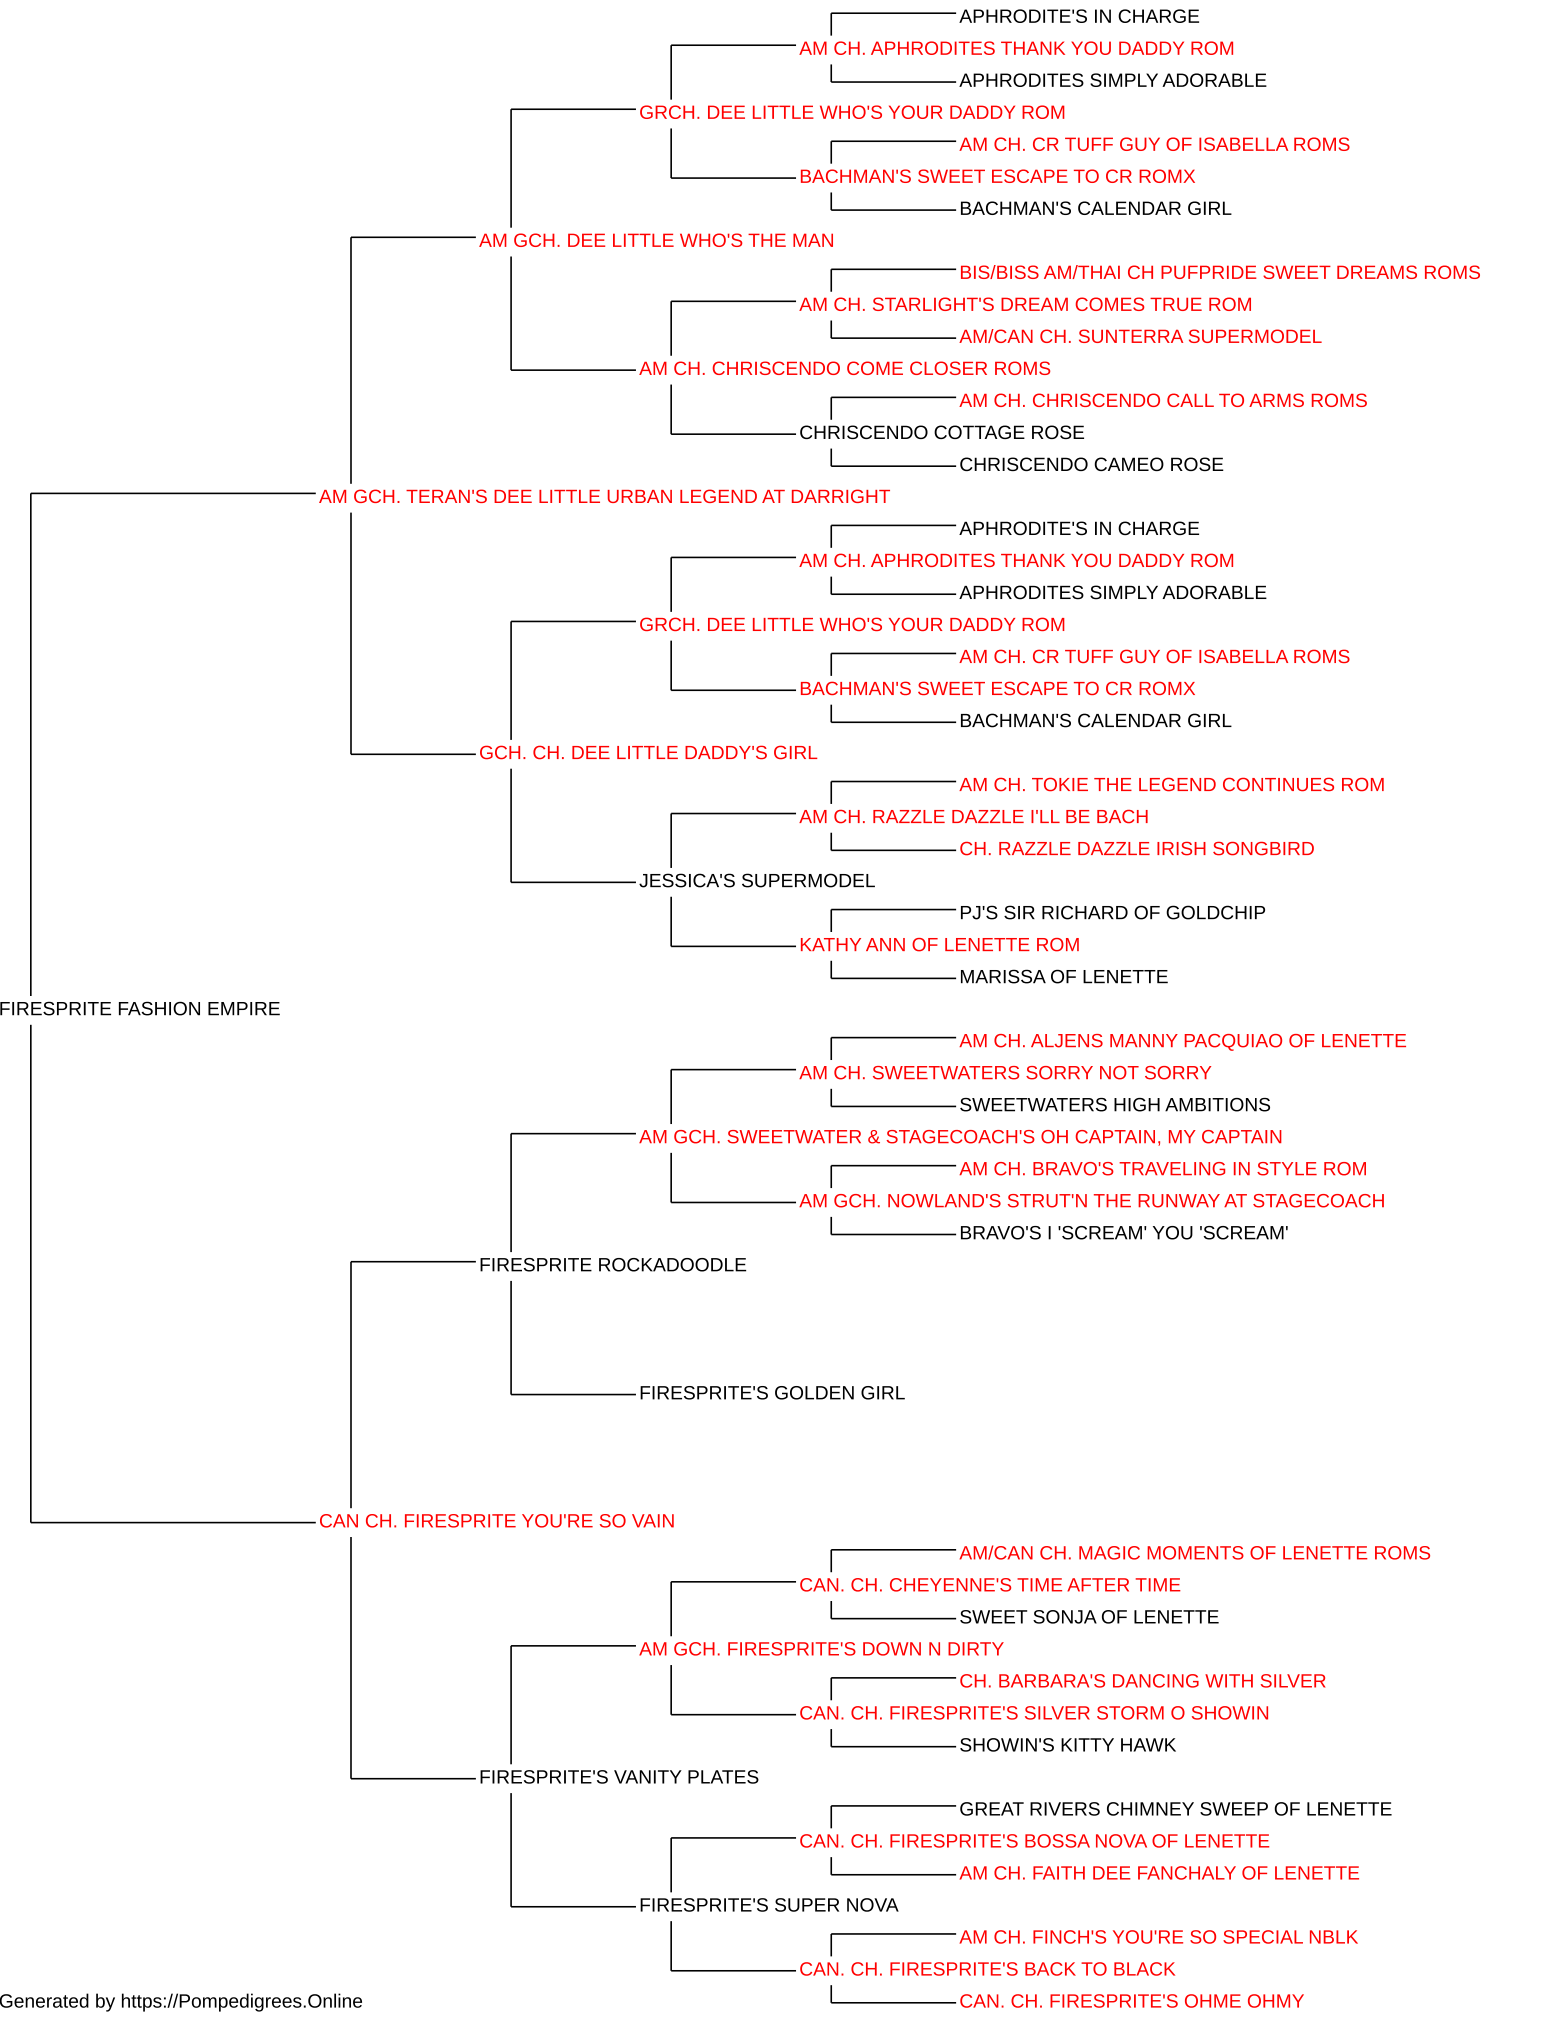 APHRODITE'S IN CHARGE
AM CH. APHRODITES THANK YOU DADDY ROM
APHRODITES SIMPLY ADORABLE
GRCH. DEE LITTLE WHO'S YOUR DADDY ROM
AM CH. CR TUFF GUY OF ISABELLA ROMS
BACHMAN'S SWEET ESCAPE TO CR ROMX
BACHMAN'S CALENDAR GIRL
AM GCH. DEE LITTLE WHO'S THE MAN
BIS/BISS AM/THAI CH PUFPRIDE SWEET DREAMS ROMS
AM CH. STARLIGHT'S DREAM COMES TRUE ROM
AM/CAN CH. SUNTERRA SUPERMODEL
AM CH. CHRISCENDO COME CLOSER ROMS
AM CH. CHRISCENDO CALL TO ARMS ROMS
CHRISCENDO COTTAGE ROSE
CHRISCENDO CAMEO ROSE
AM GCH. TERAN'S DEE LITTLE URBAN LEGEND AT DARRIGHT
APHRODITE'S IN CHARGE
AM CH. APHRODITES THANK YOU DADDY ROM
APHRODITES SIMPLY ADORABLE
GRCH. DEE LITTLE WHO'S YOUR DADDY ROM
AM CH. CR TUFF GUY OF ISABELLA ROMS
BACHMAN'S SWEET ESCAPE TO CR ROMX
BACHMAN'S CALENDAR GIRL
GCH. CH. DEE LITTLE DADDY'S GIRL
AM CH. TOKIE THE LEGEND CONTINUES ROM
AM CH. RAZZLE DAZZLE I'LL BE BACH
CH. RAZZLE DAZZLE IRISH SONGBIRD
JESSICA'S SUPERMODEL
PJ'S SIR RICHARD OF GOLDCHIP
KATHY ANN OF LENETTE ROM
MARISSA OF LENETTE
FIRESPRITE FASHION EMPIRE
AM CH. ALJENS MANNY PACQUIAO OF LENETTE
AM CH. SWEETWATERS SORRY NOT SORRY
SWEETWATERS HIGH AMBITIONS
AM GCH. SWEETWATER & STAGECOACH'S OH CAPTAIN, MY CAPTAIN
AM CH. BRAVO'S TRAVELING IN STYLE ROM
AM GCH. NOWLAND'S STRUT'N THE RUNWAY AT STAGECOACH
BRAVO'S I 'SCREAM' YOU 'SCREAM'
FIRESPRITE ROCKADOODLE
FIRESPRITE'S GOLDEN GIRL
CAN CH. FIRESPRITE YOU'RE SO VAIN
AM/CAN CH. MAGIC MOMENTS OF LENETTE ROMS
CAN. CH. CHEYENNE'S TIME AFTER TIME
SWEET SONJA OF LENETTE
AM GCH. FIRESPRITE'S DOWN N DIRTY
CH. BARBARA'S DANCING WITH SILVER
CAN. CH. FIRESPRITE'S SILVER STORM O SHOWIN
SHOWIN'S KITTY HAWK
FIRESPRITE'S VANITY PLATES
GREAT RIVERS CHIMNEY SWEEP OF LENETTE
CAN. CH. FIRESPRITE'S BOSSA NOVA OF LENETTE
AM CH. FAITH DEE FANCHALY OF LENETTE
FIRESPRITE'S SUPER NOVA
AM CH. FINCH'S YOU'RE SO SPECIAL NBLK
CAN. CH. FIRESPRITE'S BACK TO BLACK
CAN. CH. FIRESPRITE'S OHME OHMY
Generated by https://Pompedigrees.Online